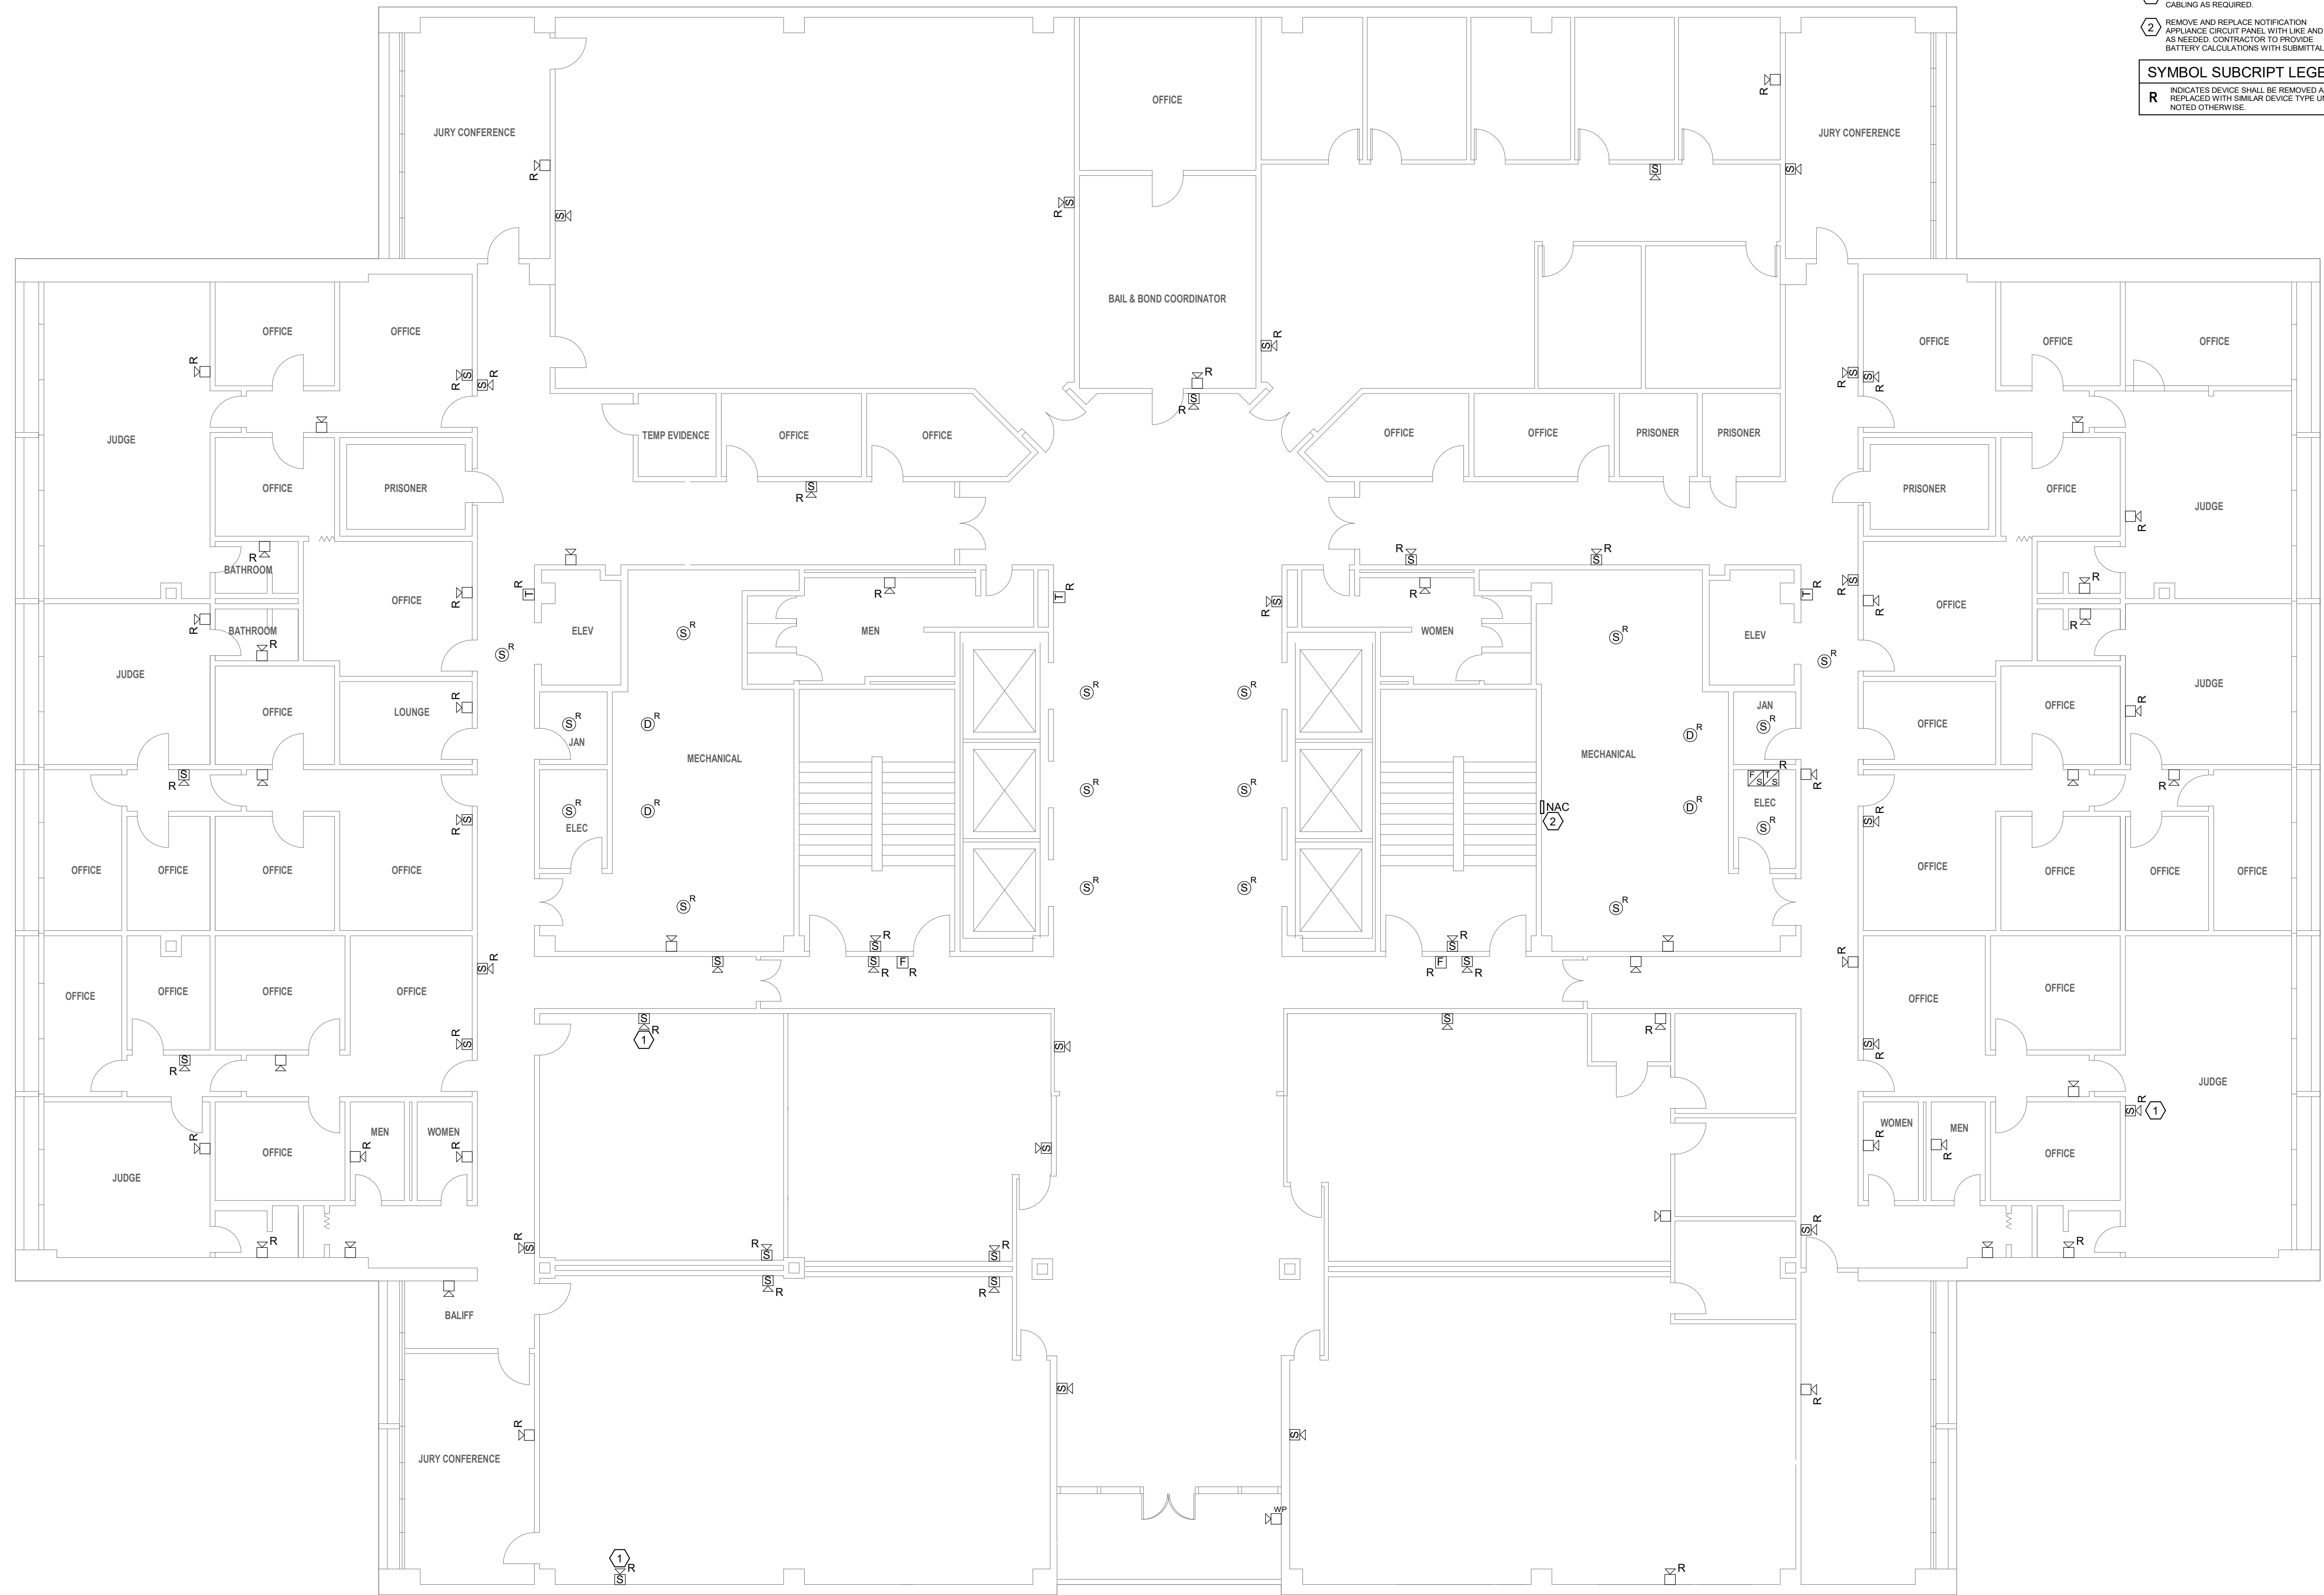 CABLING AS REQUIRED.
2
REMOVE AND REPLACE NOTIFICATION
APPLIANCE CIRCUIT PANEL WITH LIKE AND
AS NEEDED. CONTRACTOR TO PROVIDE
BATTERY CALCULATIONS WITH SUBMITTAL
SYMBOL SUBCRIPT LEGE
R
INDICATES DEVICE SHALL BE REMOVED A
REPLACED WITH SIMILAR DEVICE TYPE UN
NOTED OTHERWISE.
OFFICE
JURY CONFERENCE
JURY CONFERENCE
BAIL & BOND COORDINATOR
OFFICE
OFFICE
OFFICE
OFFICE
OFFICE
JUDGE
TEMP EVIDENCE
OFFICE
OFFICE
OFFICE
OFFICE
PRISONER
PRISONER
OFFICE
PRISONER
PRISONER
OFFICE
JUDGE
BATHROOM
OFFICE
OFFICE
BATHROOM
ELEV
MEN
WOMEN
ELEV
JUDGE
JUDGE
OFFICE
LOUNGE
JAN
MECHANICAL
MECHANICAL
JAN
OFFICE
OFFICE
NAC
2
ELEC
ELEC
OFFICE
OFFICE
OFFICE
OFFICE
OFFICE
OFFICE
OFFICE
OFFICE
OFFICE
OFFICE
OFFICE
OFFICE
OFFICE
OFFICE
1
JUDGE
1
MEN
WOMEN
WOMEN
MEN
OFFICE
OFFICE
JUDGE
BALIFF
JURY CONFERENCE
WP
1